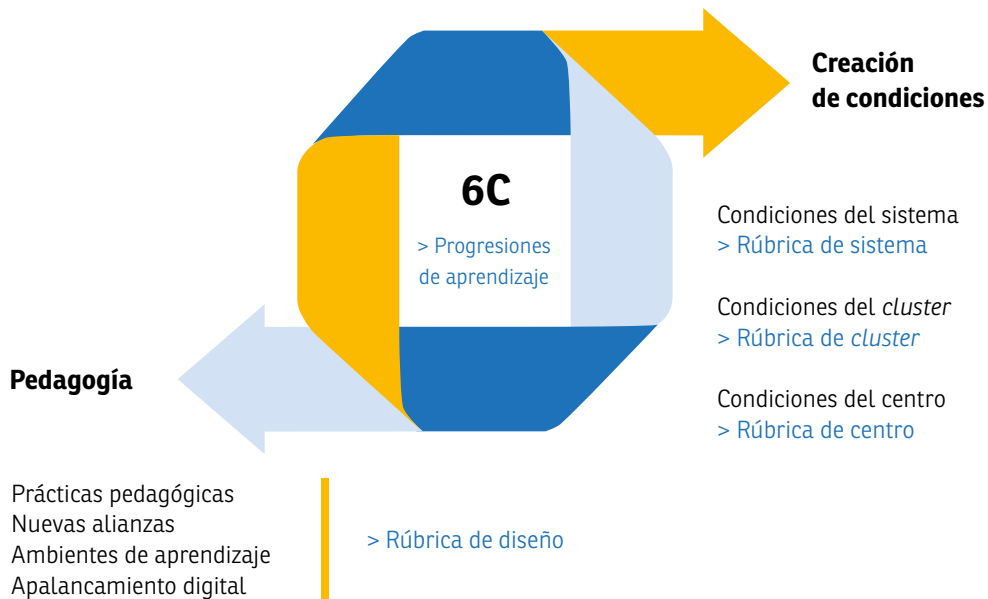 Creación
de condiciones
6C
> Progresiones
de aprendizaje
Condiciones del sistema
> Rúbrica de sistema
Condiciones del cluster
> Rúbrica de cluster
Condiciones del centro
> Rúbrica de centro
Pedagogía
Prácticas pedagógicas
Nuevas alianzas
Ambientes de aprendizaje
Apalancamiento digital
> Rúbrica de diseño